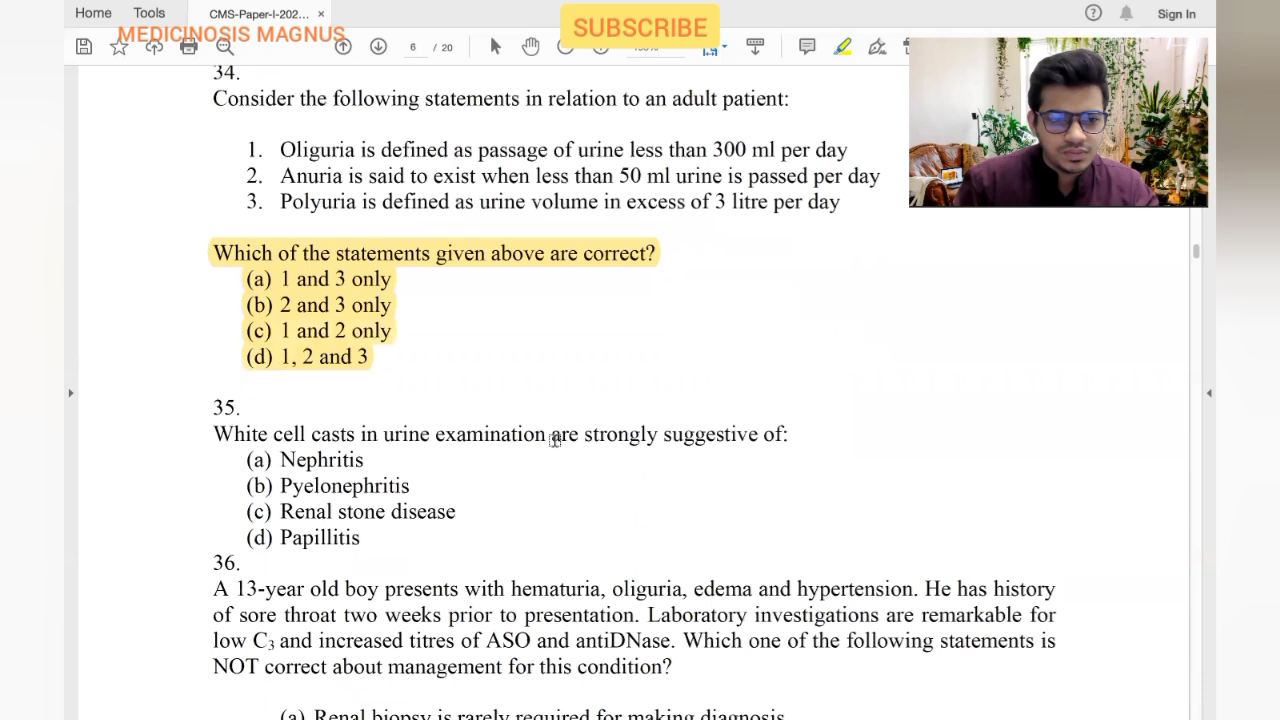 Home Tools CMS-Paper-I-202... × Sign In
MEDICINOSIS MAGNUS
SUBSCRIBE
6 / 20
34.
Consider the following statements in relation to an adult patient:
1. Oliguria is defined as passage of urine less than 300 ml per day
2. Anuria is said to exist when less than 50 ml urine is passed per day
3. Polyuria is defined as urine volume in excess of 3 litre per day
Which of the statements given above are correct?
(a) 1 and 3 only
(b) 2 and 3 only
(c) 1 and 2 only
(d) 1, 2 and 3
35.
White cell casts in urine examination are strongly suggestive of:
(a) Nephritis
(b) Pyelonephritis
(c) Renal stone disease
(d) Papillitis
36.
A 13-year old boy presents with hematuria, oliguria, edema and hypertension. He has history
of sore throat two weeks prior to presentation. Laboratory investigations are remarkable for
low C3 and increased titres of ASO and antiDNase. Which one of the following statements is
NOT correct about management for this condition?
(a) Renal biopsy is rarely required for making diagnosis